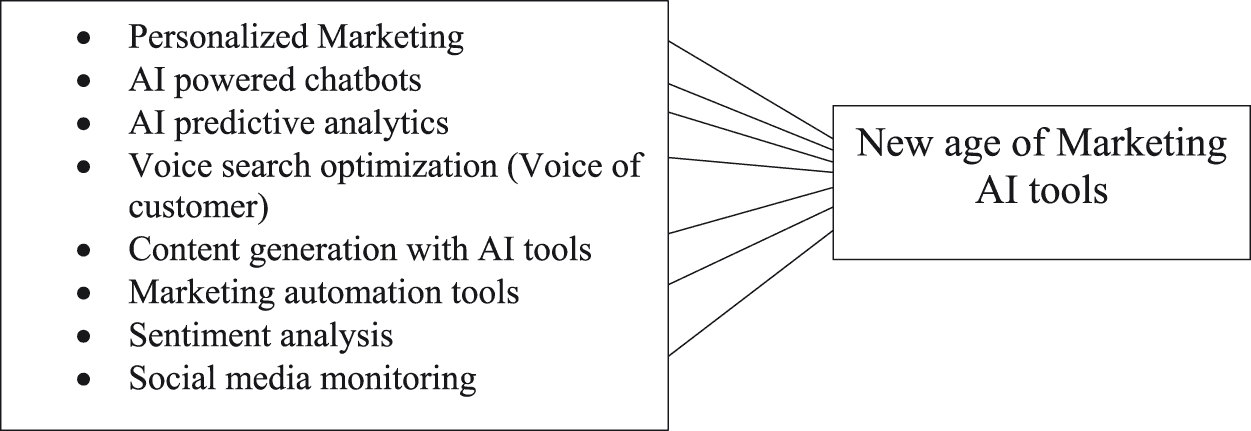 • Personalized Marketing
• AI powered chatbots
• AI predictive analytics
• Voice search optimization (Voice of
customer)
• Content generation with AI tools
• Marketing automation tools
• Sentiment analysis
• Social media monitoring
New age of Marketing
AI tools